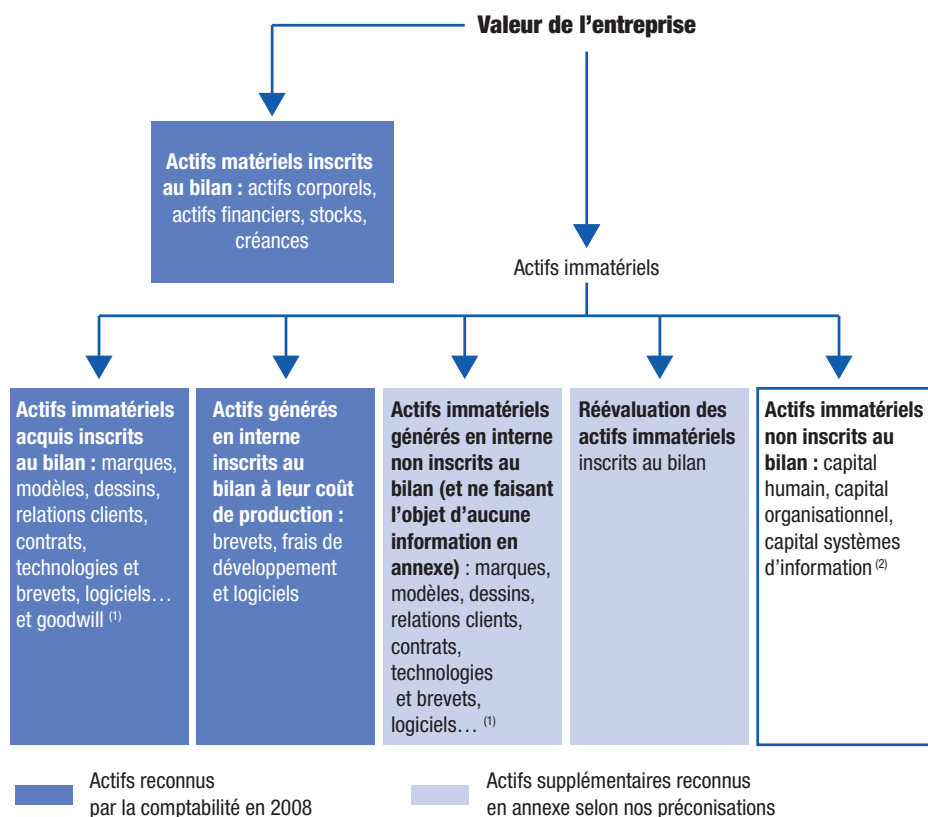 Valeur de l’entreprise
Actifs matériels inscrits
au bilan : actifs corporels,
actifs financiers, stocks,
créances
Actifs immatériels
Actifs immatériels
acquis inscrits
au bilan : marques,
modèles, dessins,
relations clients,
contrats,
technologies et
brevets, logiciels…
et goodwill (1)
Actifs générés
en interne
inscrits au
bilan à leur coût
de production :
brevets, frais de
développement
et logiciels
Actifs immatériels
générés en interne
non inscrits au
bilan (et ne faisant
l’objet d’aucune
information en
annexe) : marques,
modèles, dessins,
relations clients,
contrats,
technologies
et brevets,
logiciels… (1)
Réévaluation des
actifs immatériels
inscrits au bilan
Actifs immatériels
non inscrits au
bilan : capital
humain, capital
organisationnel,
capital systèmes
d’information (2)
Actifs reconnus
par la comptabilité en 2008
Actifs supplémentaires reconnus
en annexe selon nos préconisations